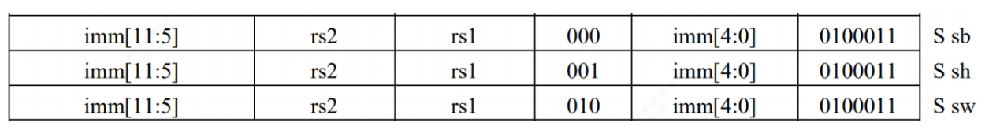 imm[11:5] rs2 rs1 000 imm[4:0] 0100011 S sb
imm[11:5] rs2 rs1 001 imm[4:0] 0100011 S sh
imm[11:5] rs2 rs1 010 imm[4:0] 0100011 S sw